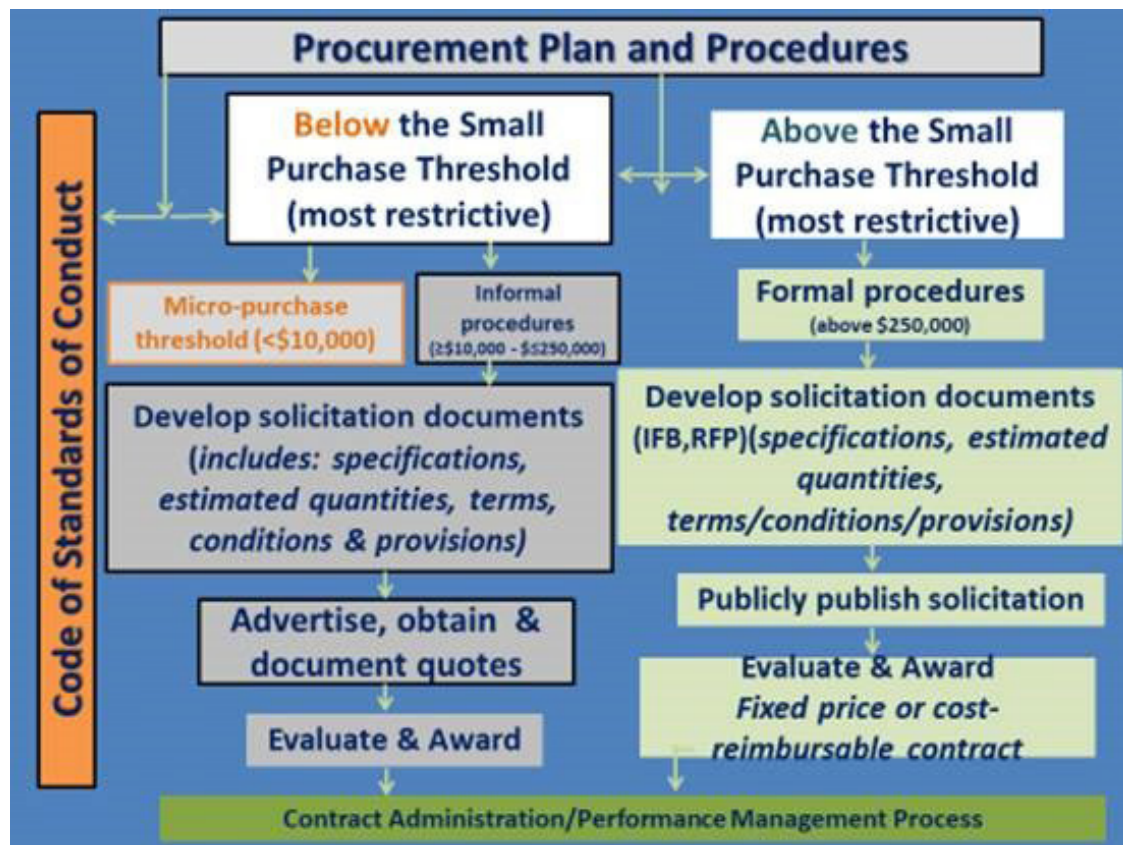 Procurement Plan and Procedures
Code of Standards of Conduct
Below the Small
Purchase Threshold
(most restrictive)
Above the Small
Purchase Threshold
(most restrictive)
Micro-purchase
threshold (<$10,000)
Informal
procedures
(≥$10,000 - $≤250,000)
Formal procedures
(above $250,000)
Develop solicitation documents
(includes: specifications,
estimated quantities, terms,
conditions & provisions)
Develop solicitation documents
(IFB,RFP)(specifications, estimated
quantities,
terms/conditions/provisions)
Advertise, obtain &
document quotes
Publicly publish solicitation
Evaluate & Award
Evaluate & Award
Fixed price or cost-
reimbursable contract
Contract Administration/Performance Management Process